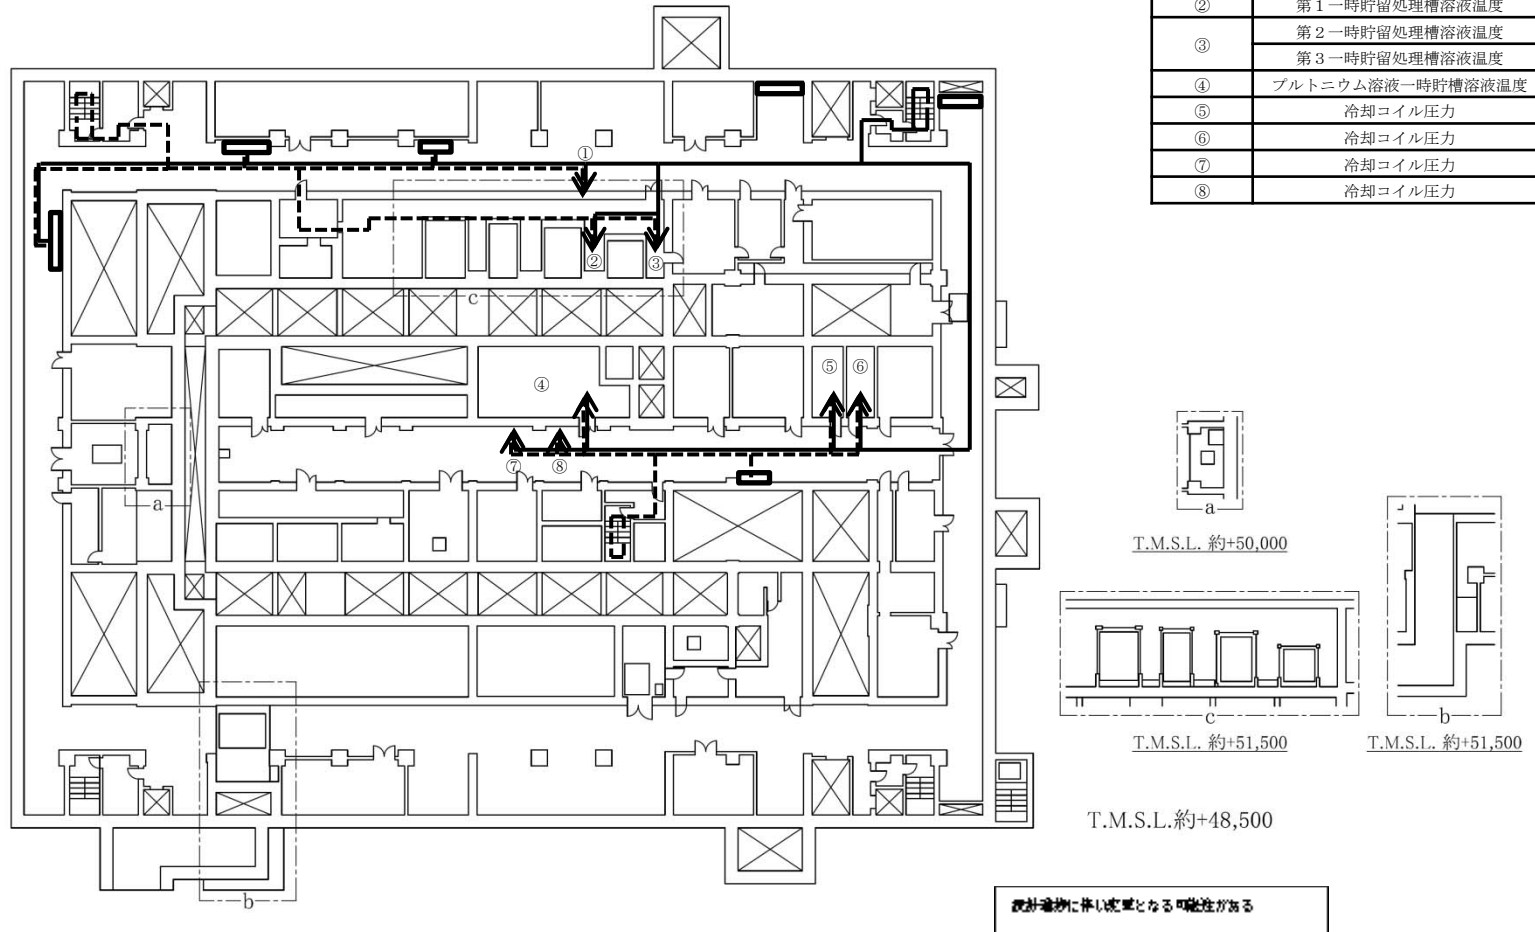 ② 第1一時貯留処理槽溶液温度
③ 第2一時貯留処理槽溶液温度
第3一時貯留処理槽溶液温度
④ プルトニウム溶液一時貯槽溶液温度
⑤ 冷却コイル圧力
⑥ 冷却コイル圧力
⑦ 冷却コイル圧力
⑧ 冷却コイル圧力
①
② ③
c
⑤ ⑥
④
⑦ ⑧
a
a
T.M.S.L. 約+50,000
c
T.M.S.L. 約+51,500
b
T.M.S.L. 約+51,500
T.M.S.L.約+48,500
b
設計進捗に伴い変更となる可能性がある